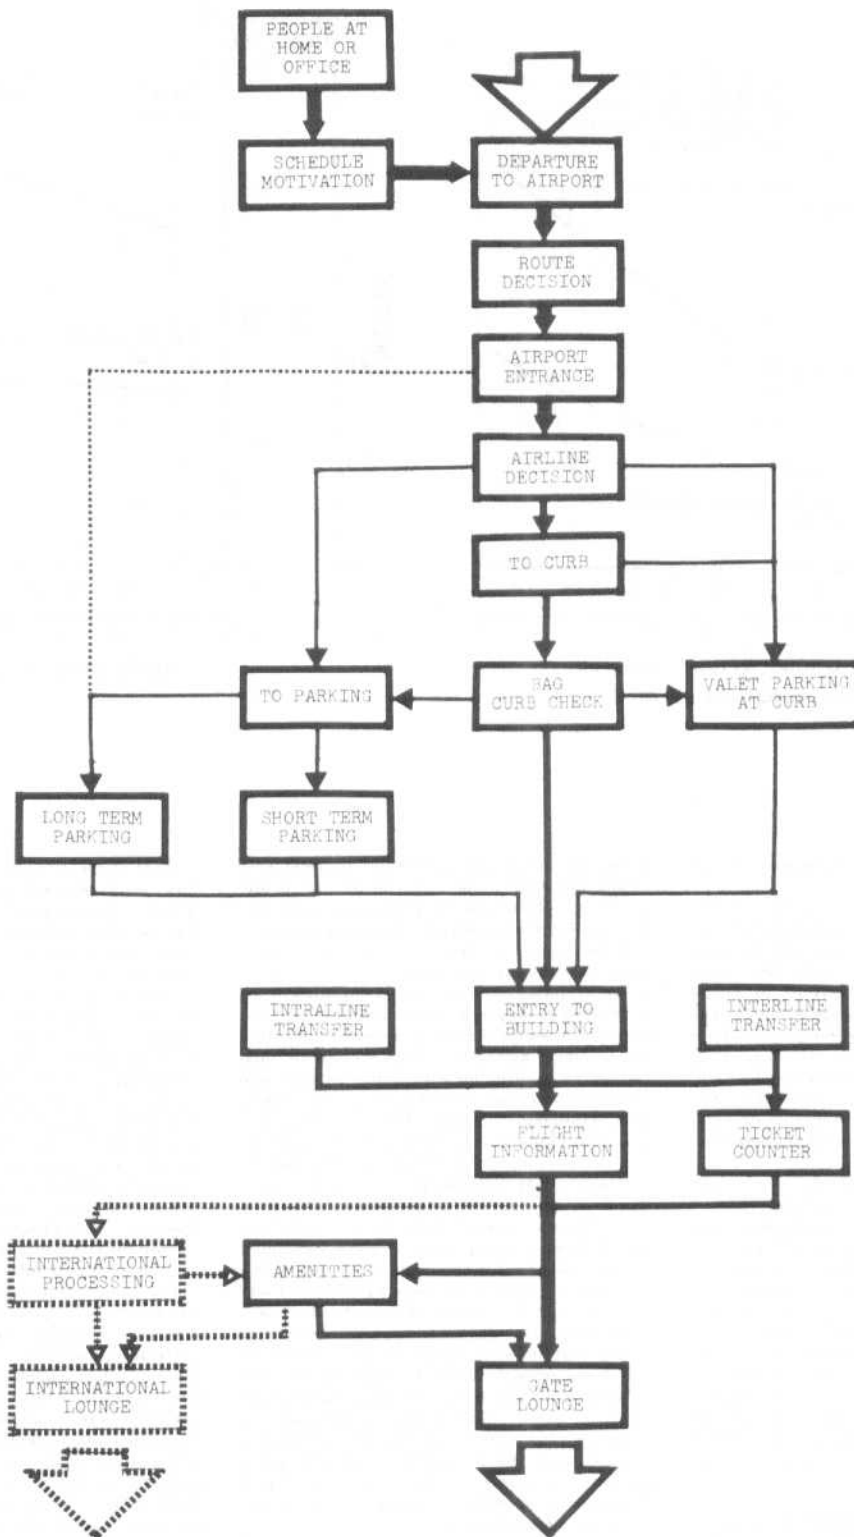 PEOPLE AT
HOME OR
OFFICE
SCHEDULE
MOTIVATION
DEPARTURE
TO AIRPORT
ROUTE
DECISION
AIRPORT
ENTRANCE
AIRLINE
DECISION
TO CURB
TO PARKING
BAG
CURB CHECK
VALET PARKING
AT CURB
LONG TERM
PARKING
SHORT TERM
PARKING
INTRALINE
TRANSFER
ENTRY TO
BUILDING
INTERLINE
TRANSFER
FLIGHT
INFORMATION
TICKET
COUNTER
INTERNATIONAL
PROCESSING
AMENITIES
INTERNATIONAL
LOUNGE
GATE
LOUNGE